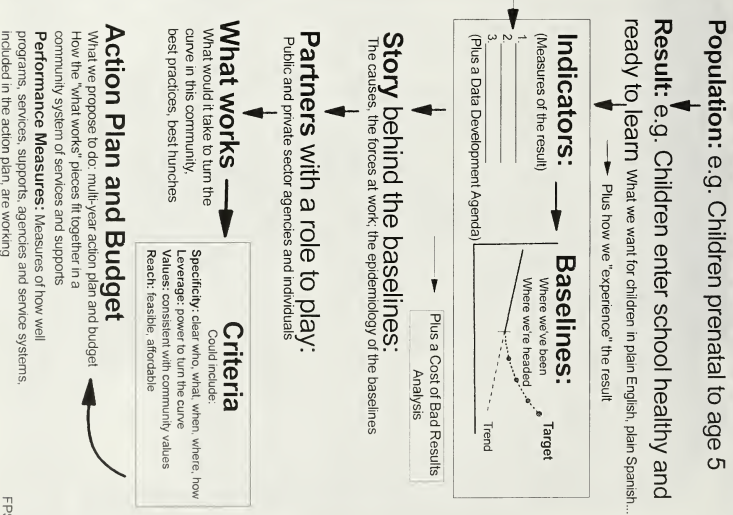 Population: e.g. Children prenatal to age 5
Result: e.g. Children enter school healthy and
ready to learn What we want for children in plain English, plain Spanish...
Plus how we "experience" the result
Indicators:
(Measures of the result)
1.
2.
3.
(Plus a Data Development Agenda)
Baselines:
Where we've been
Where we're headed
Target
Trend
Plus a Cost of Bad Results
Analysis
Story behind the baselines:
The causes, the forces at work; the epidemiology of the baselines
Partners with a role to play:
Public and private sector agencies and individuals
What works
What would it take to turn the
curve in this community,
best practices, best hunches
Criteria
Could include:
Specificity: clear who, what, when, where, how
Leverage: power to turn the curve
Values: consistent with community values
Reach: feasible, affordable
Action Plan and Budget
What we propose to do: multi-year action plan and budget
How the "what works" pieces fit together in a
community system of services and supports
Performance Measures: Measures of how well
programs, services, supports, agencies and service systems,
included in the action plan, are working